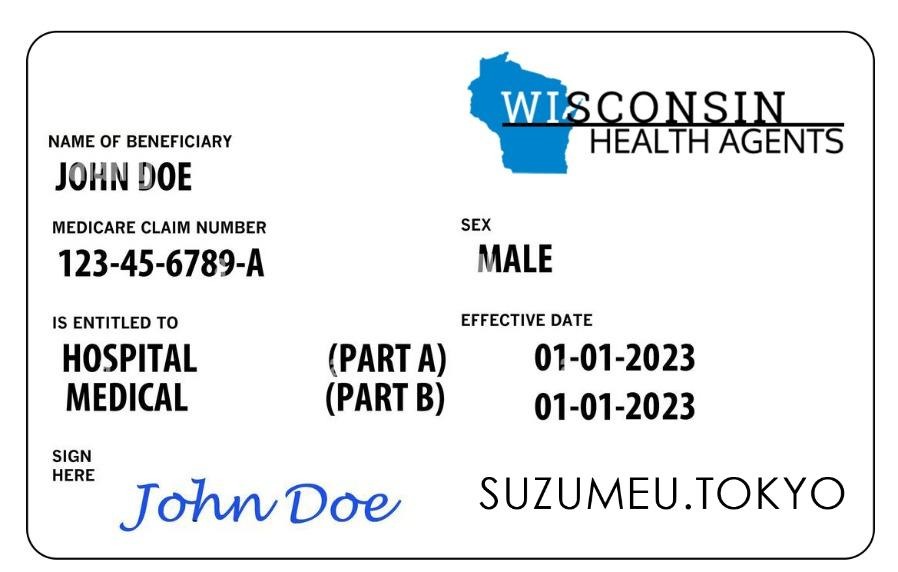 WISCONSIN
HEALTH AGENTS
NAME OF BENEFICIARY
JOHN DOE
MEDICARE CLAIM NUMBER
123-45-6789-A
SEX
MALE
IS ENTITLED TO
EFFECTIVE DATE
HOSPITAL (PART A) 01-01-2023
MEDICAL (PART B) 01-01-2023
SIGN
HERE
John Doe
SUZUMEU.TOKYO